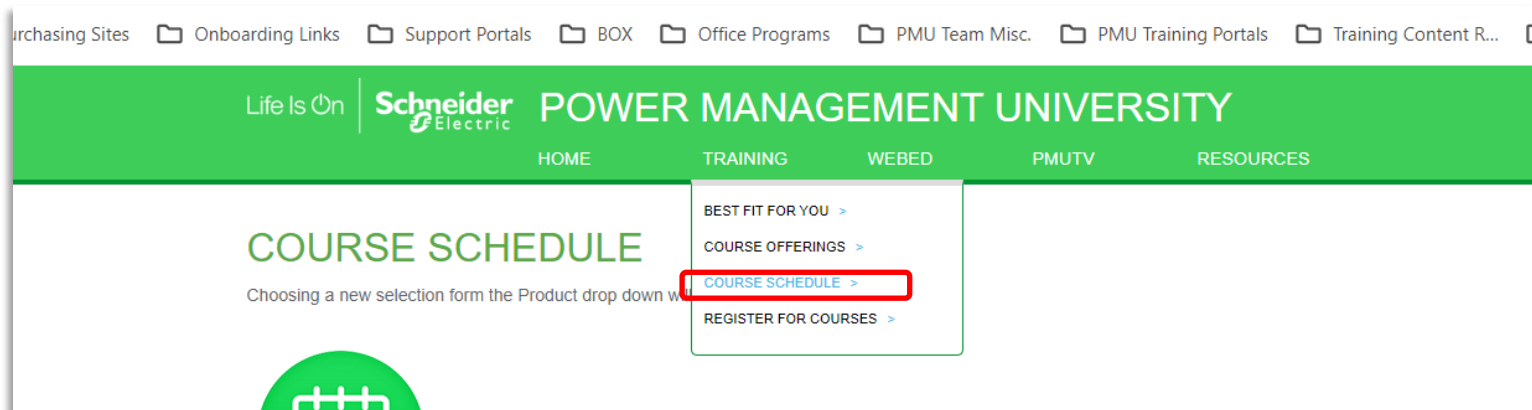 Onboarding Links Support Portals BOX Office Programs PMU Team Misc. PMU Training Portals Training Content R...
Life Is On Schneider Electric POWER MANAGEMENT UNIVERSITY
HOME TRAINING WEBED PMUTV RESOURCES
BEST FIT FOR YOU >
COURSE OFFERINGS >
COURSE SCHEDULE >
REGISTER FOR COURSES >
COURSE SCHEDULE
Choosing a new selection form the Product drop down